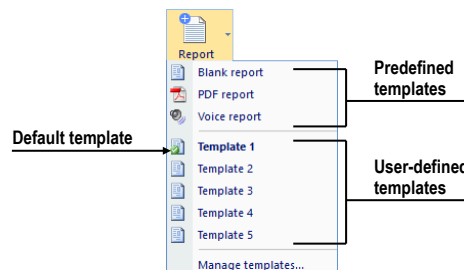 Report
Blank report
PDF report
Voice report
Predefined
templates
Default template
Template 1
Template 2
Template 3
Template 4
Template 5
User-defined
templates
Manage templates...